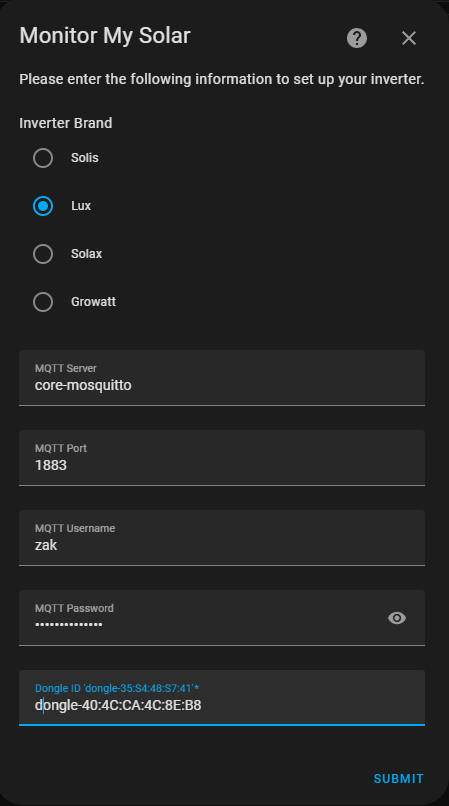 Monitor My Solar
Please enter the following information to set up your inverter.
Inverter Brand
Solis
Lux
Solax
Growatt
MQTT Server
core-mosquitto
MQTT Port
1883
MQTT Username
zak
MQTT Password
••••••••••••••
Dongle ID 'dongle-35:S4:48:S7:41'*
dongle-40:4C:CA:4C:8E:B8
SUBMIT